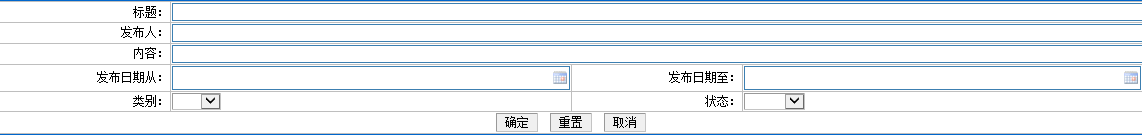 标题：
发布人：
内容：
发布日期从： 发布日期至：
类别： 状态：
确定 重置 取消